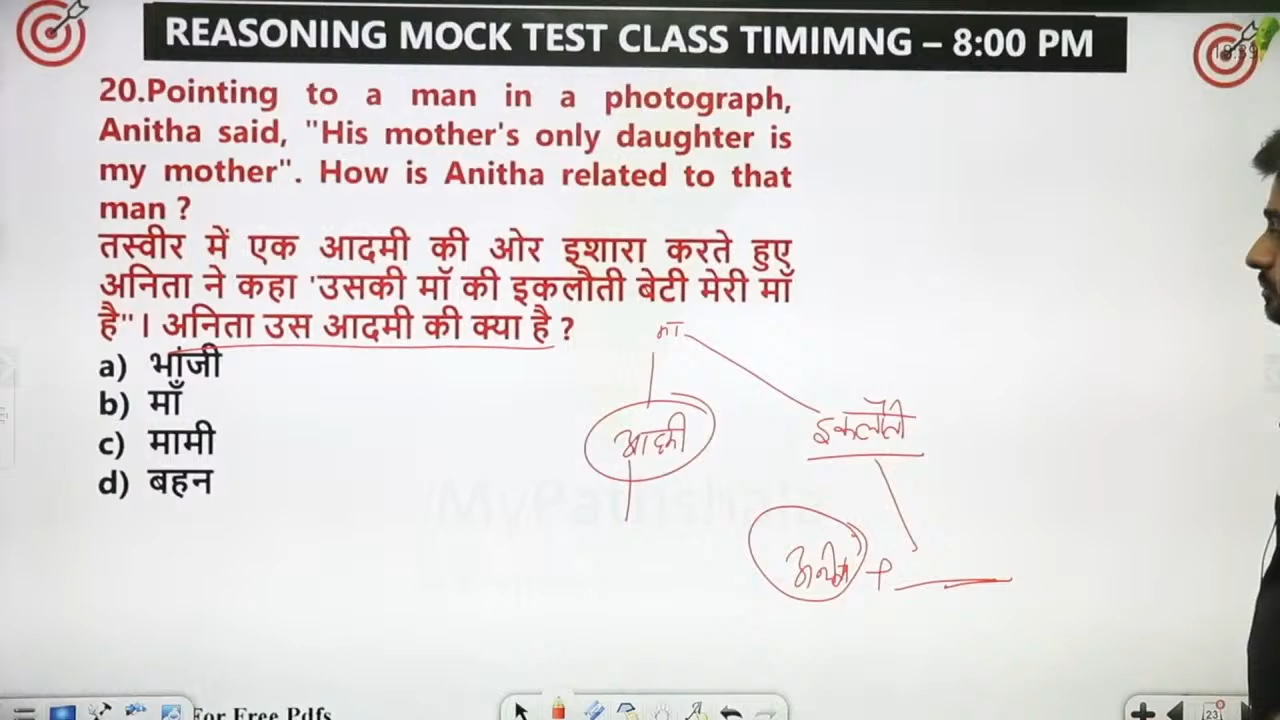 REASONING MOCK TEST CLASS TIMIMNG – 8:00 PM
20.Pointing to a man in a photograph,
Anitha said, "His mother's only daughter is
my mother". How is Anitha related to that
man ?
तस्वीर में एक आदमी की ओर इशारा करते हुए
अनिता ने कहा 'उसकी माॅ की इकलौती बेटी मेरी माॅ
है"। अनिता उस आदमी की क्या है ?
a) भांजी
b) माँ
c) मामी
d) बहन
माॅ
आदमी
इकलौती
MyPathshala
For Free Pdfs
23